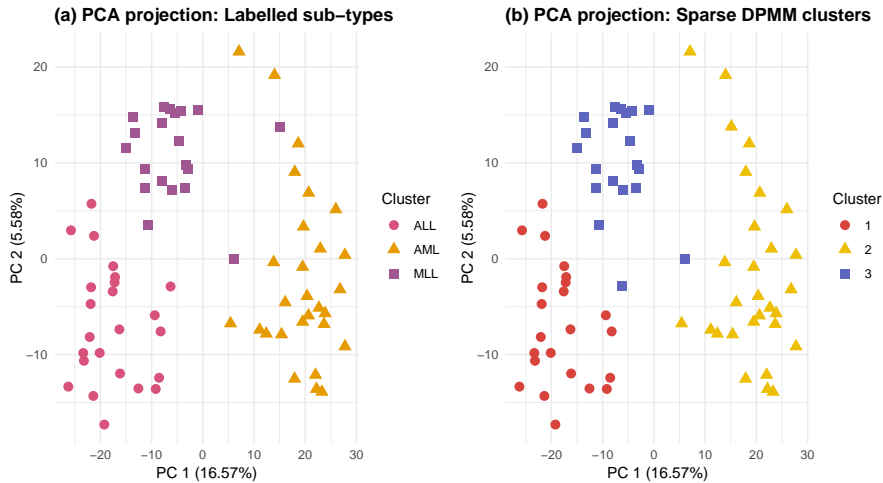 (a) PCA projection: Labelled sub−types
20
10
0
−10
PC 2 (5.58%)
−20
−10
0
10
20
30
PC 1 (16.57%)
Cluster
ALL
AML
MLL
(b) PCA projection: Sparse DPMM clusters
20
10
0
−10
PC 2 (5.58%)
−20
−10
0
10
20
30
PC 1 (16.57%)
Cluster
1
2
3